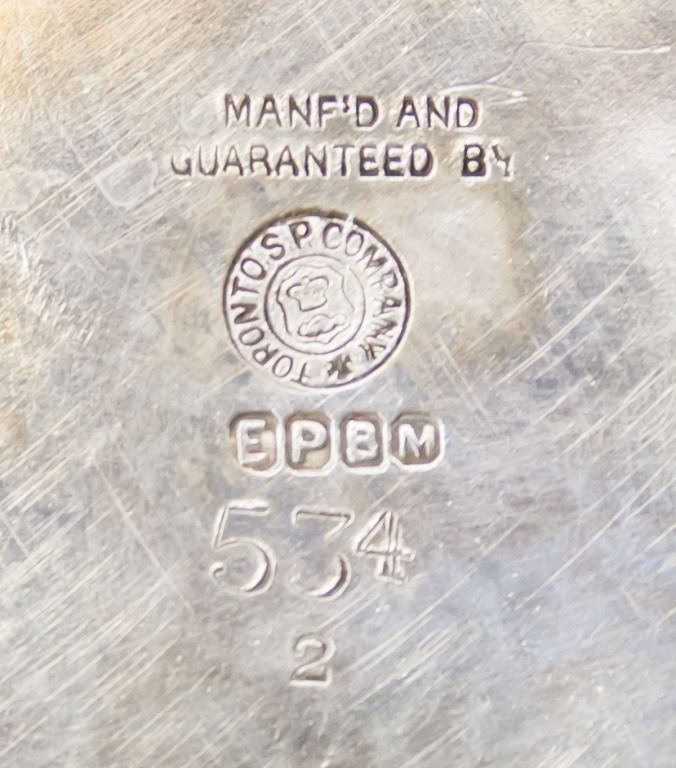 MANF'D AND
GUARANTEED BY
TORONTO.S.P.COMPANY
EPBM
534
2